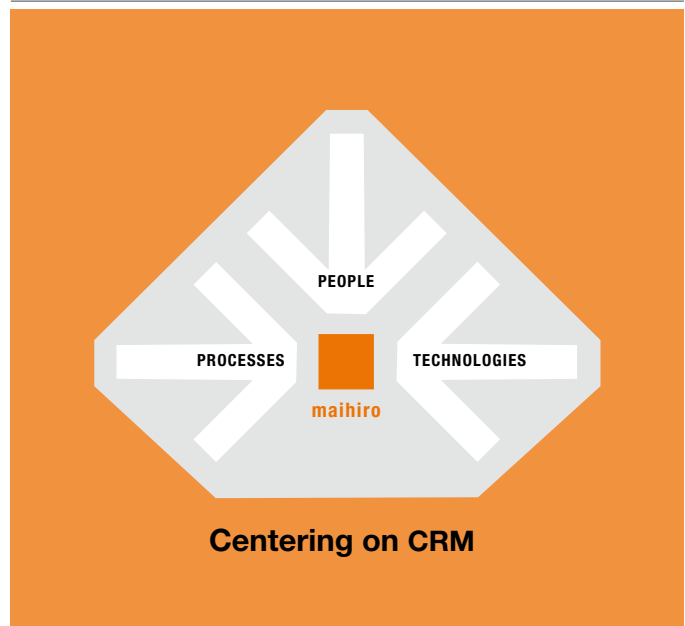 PEOPLE
PROCESSES
TECHNOLOGIES
maihiro
Centering on CRM